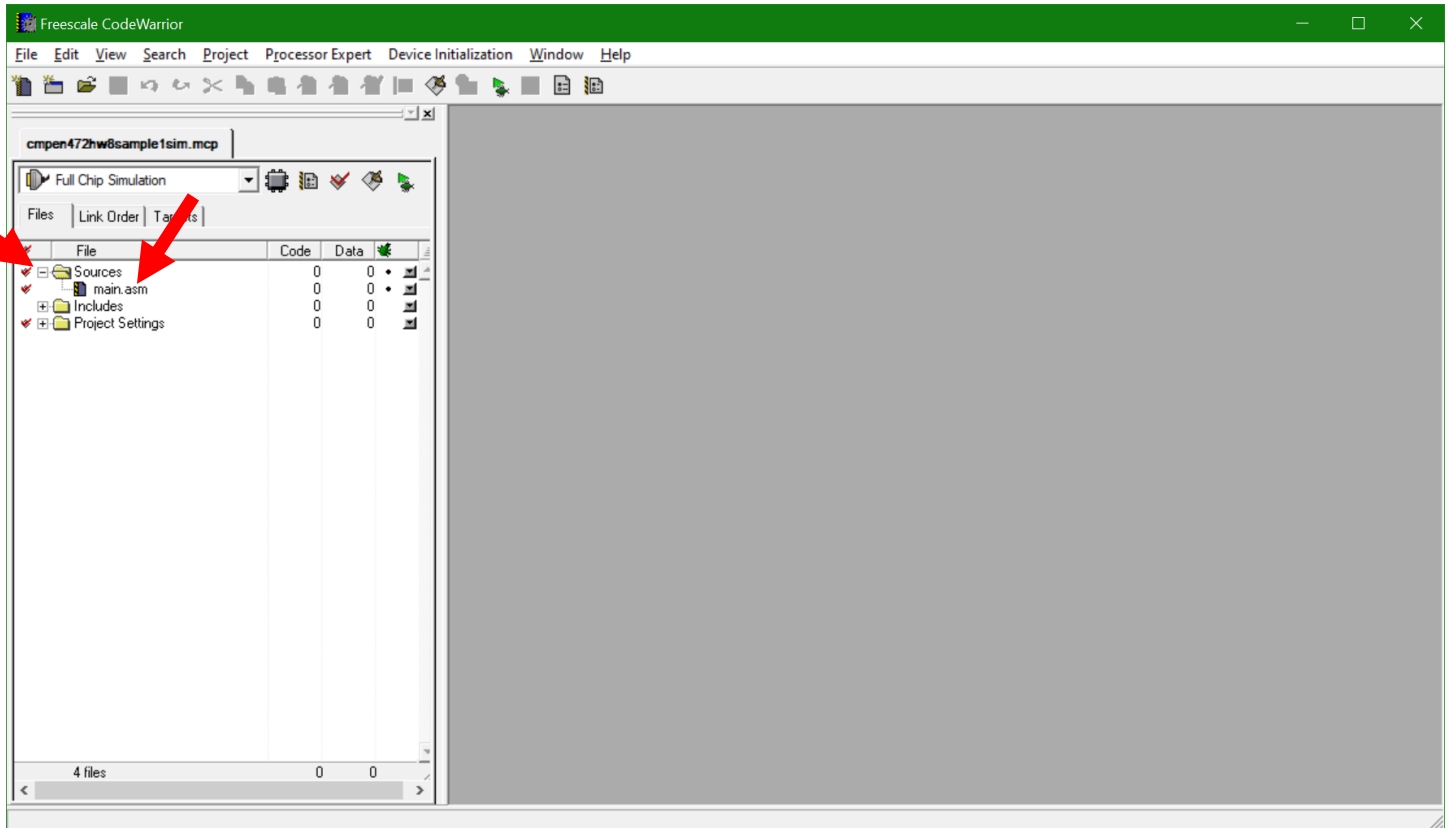 Freescale CodeWarrior
File Edit View Search Project Processor Expert Device Initialization Window Help
cmpen472hw8sample1sim.mcp
Full Chip Simulation
Files Link Order Targets
File Code Data
Sources 0 0
main.asm 0 0
Includes 0 0
Project Settings 0 0
4 files 0 0